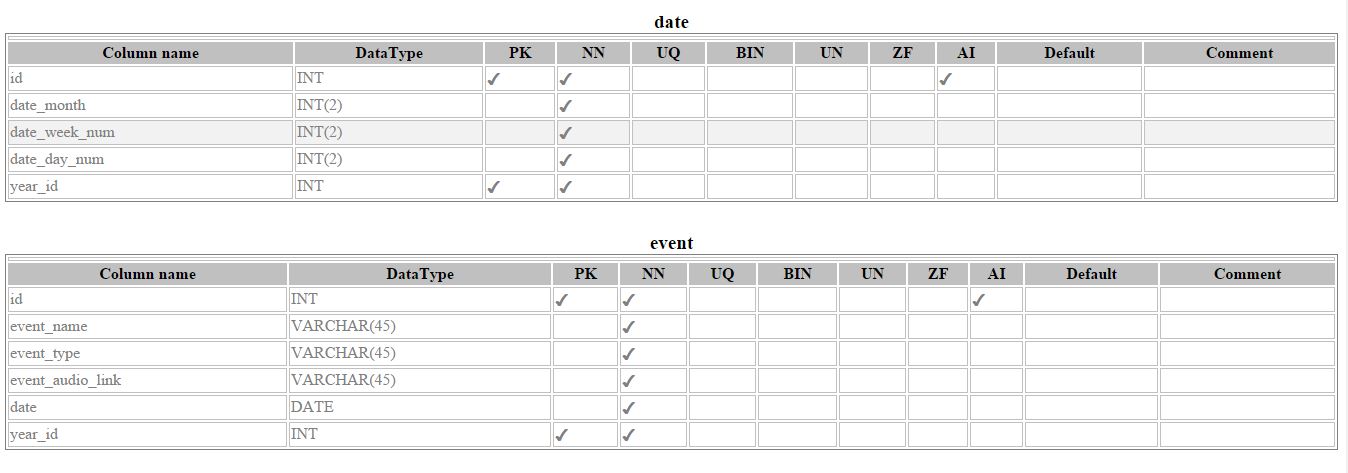 date
Column name DataType PK NN UQ BIN UN ZF AI Default Comment
id INT ✓ ✓ ✓
date_month INT(2) ✓
date_week_num INT(2) ✓
date_day_num INT(2) ✓
year_id INT ✓ ✓
event
Column name DataType PK NN UQ BIN UN ZF AI Default Comment
id INT ✓ ✓ ✓
event_name VARCHAR(45) ✓
event_type VARCHAR(45) ✓
event_audio_link VARCHAR(45) ✓
date DATE ✓
year_id INT ✓ ✓